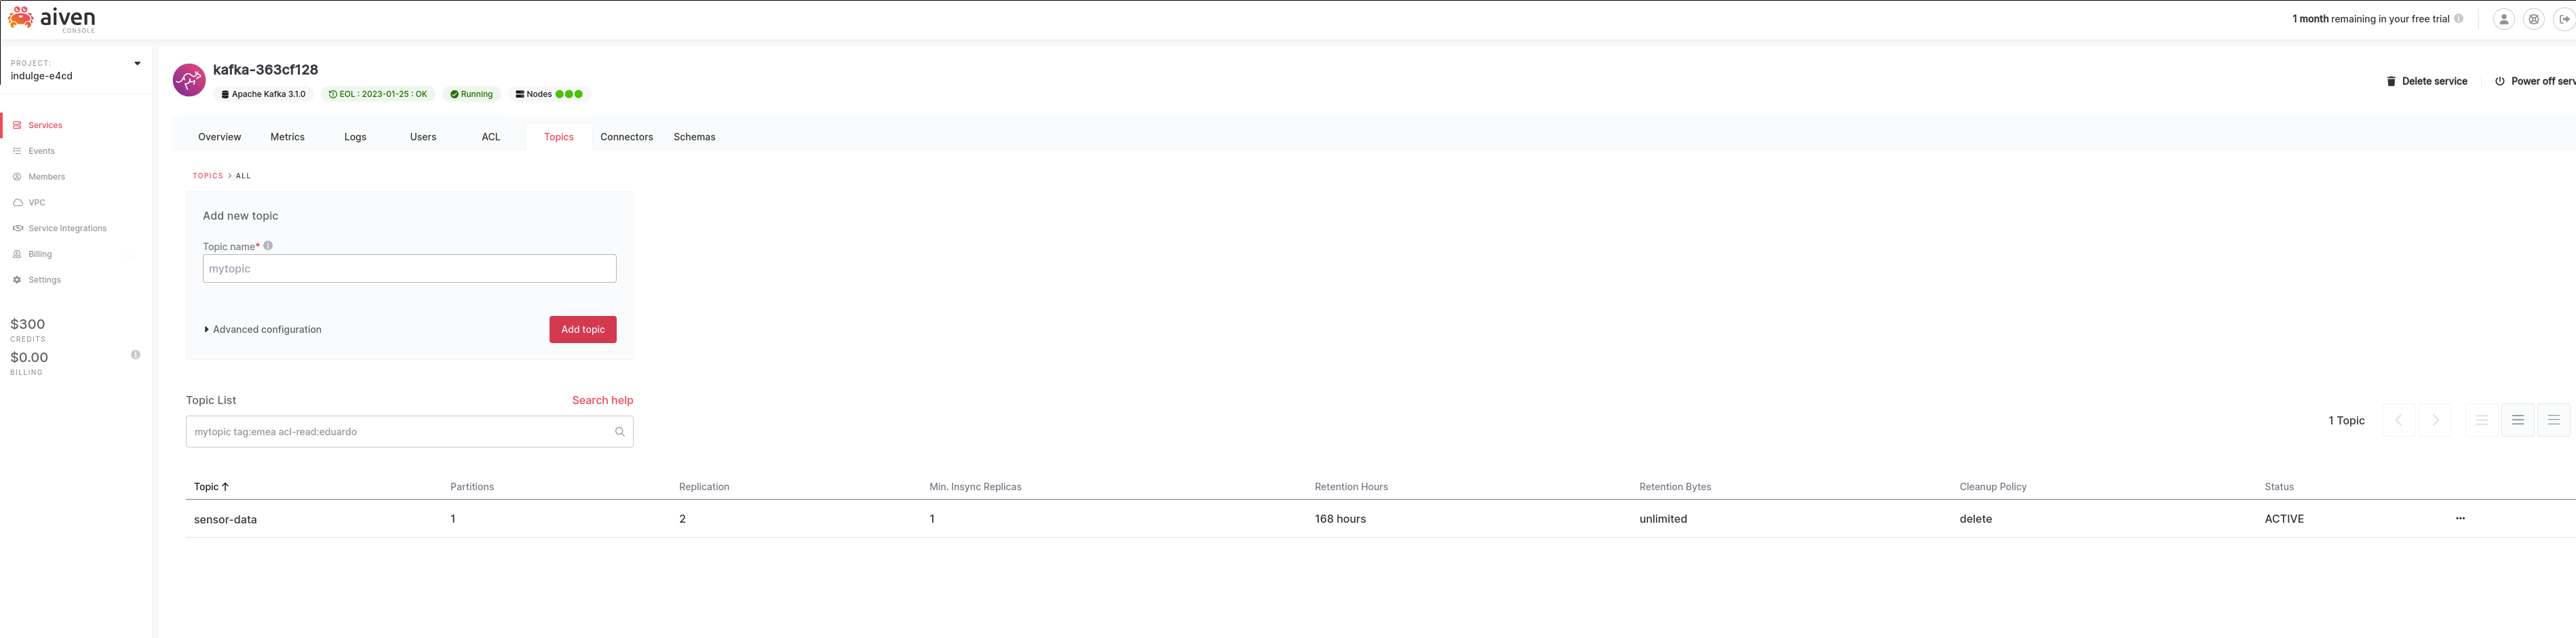 aiven
CONSOLE
1 month remaining in your free trial
PROJECT:
indulge-e4cd
kafka-363cf128
Apache Kafka 3.1.0
EOL : 2023-01-25 : OK
Running
Nodes
Delete service
Power off serv
Services
Events
Members
VPC
Service Integrations
Billing
Settings
$300
CREDITS
$0.00
BILLING
Overview Metrics Logs Users ACL Topics Connectors Schemas
TOPICS > ALL
Add new topic
Topic name*
mytopic
Advanced configuration
Add topic
Topic List
Search help
mytopic tag:emea acl-read:eduardo
1 Topic
Topic Partitions Replication Min. Insync Replicas Retention Hours Retention Bytes Cleanup Policy Status
sensor-data 1 2 1 168 hours unlimited delete ACTIVE